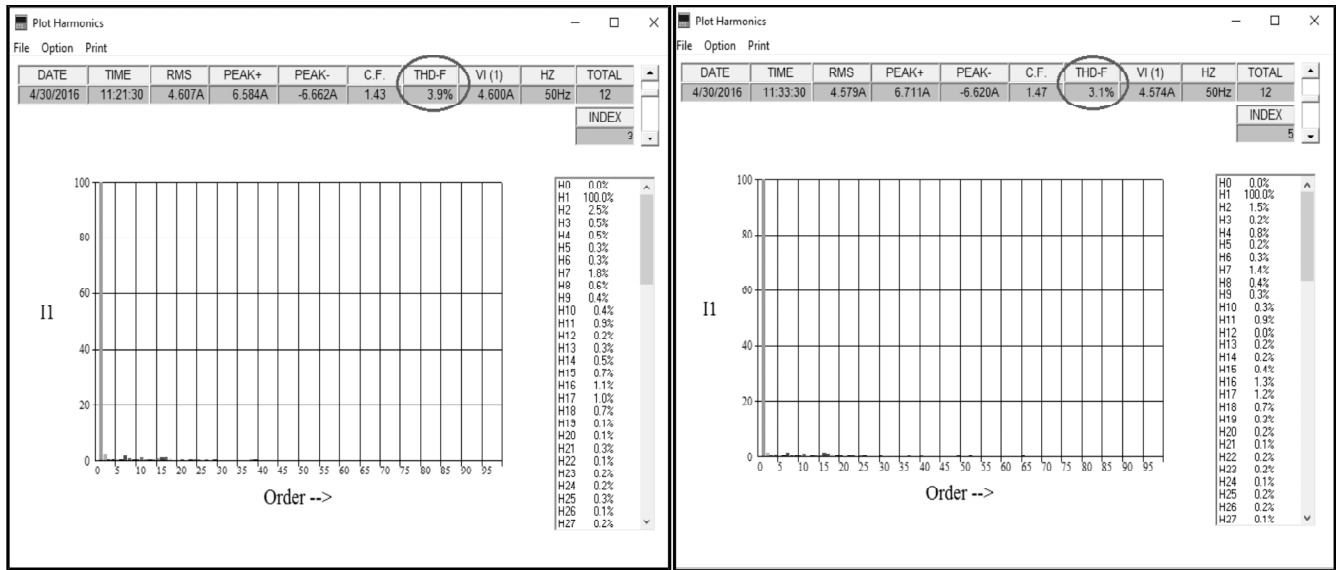 Plot Harmonics
File Option Print
DATE TIME RMS PEAK+ PEAK- C.F. THD-F VI (1) HZ TOTAL
4/30/2016 11:21:30 4.607A 6.584A -6.662A 1.43 3.9% 4.600A 50Hz 12
INDEX
3
100
80
60
40
20
0
I1
0 5 10 15 20 25 30 35 40 45 50 55 60 65 70 75 80 85 90 95
Order -->
H0 0.0%
H1 100.0%
H2 2.5%
H3 0.5%
H4 0.5%
H5 0.3%
H6 0.3%
H7 1.8%
H8 0.6%
H9 0.4%
H10 0.4%
H11 0.9%
H12 0.2%
H13 0.3%
H14 0.5%
H15 0.7%
H16 1.1%
H17 1.0%
H18 0.7%
H19 0.1%
H20 0.1%
H21 0.3%
H22 0.1%
H23 0.2%
H24 0.2%
H25 0.3%
H26 0.1%
H27 0.2%
Plot Harmonics
File Option Print
DATE TIME RMS PEAK+ PEAK- C.F. THD-F VI (1) HZ TOTAL
4/30/2016 11:33:30 4.579A 6.711A -6.620A 1.47 3.1% 4.574A 50Hz 12
INDEX
5
100
80
60
40
20
0
I1
0 5 10 15 20 25 30 35 40 45 50 55 60 65 70 75 80 85 90 95
Order -->
H0 0.0%
H1 100.0%
H2 1.5%
H3 0.2%
H4 0.8%
H5 0.2%
H6 0.3%
H7 1.4%
H8 0.4%
H9 0.3%
H10 0.3%
H11 0.9%
H12 0.0%
H13 0.2%
H14 0.2%
H15 0.4%
H16 1.3%
H17 1.2%
H18 0.7%
H19 0.3%
H20 0.2%
H21 0.1%
H22 0.2%
H23 0.2%
H24 0.1%
H25 0.2%
H26 0.2%
H27 0.1%